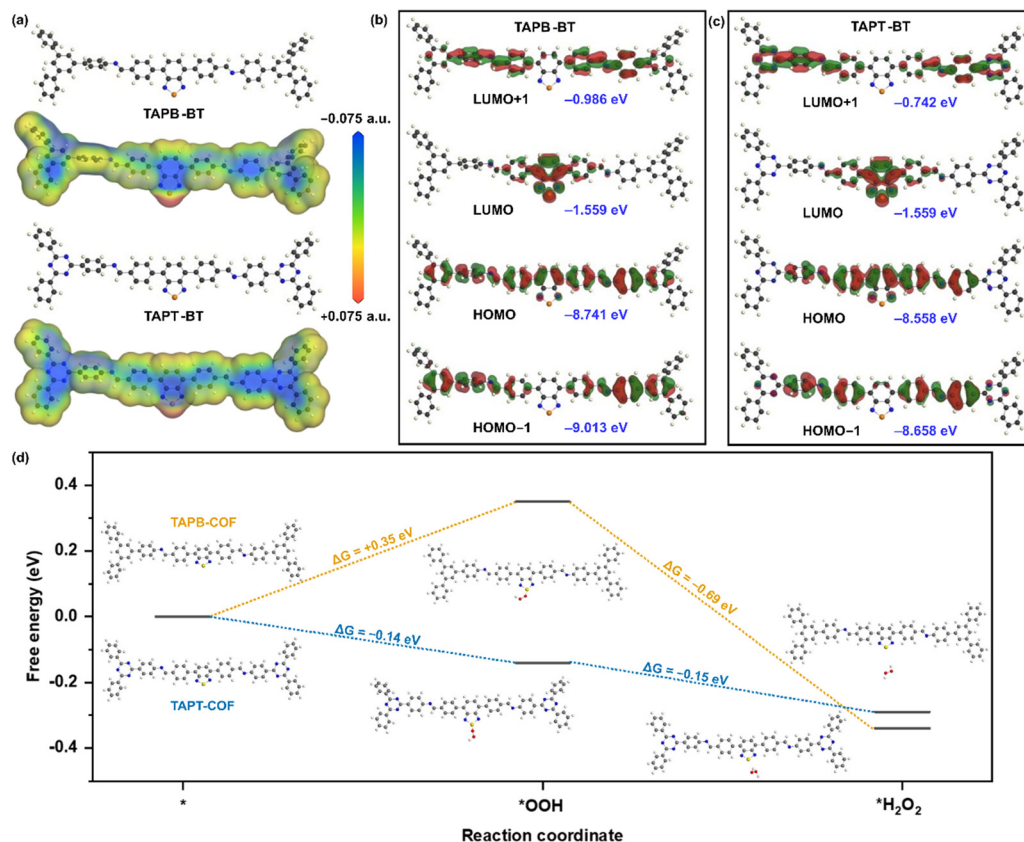 (a)
TAPB-BT
−0.075 a.u.
TAPT-BT
+0.075 a.u.
(b)
TAPB-BT
LUMO+1
−0.986 eV
LUMO
−1.559 eV
HOMO
−8.741 eV
HOMO−1
−9.013 eV
(c)
TAPT-BT
LUMO+1
−0.742 eV
LUMO
−1.559 eV
HOMO
−8.558 eV
HOMO−1
−8.658 eV
(d)
Free energy (eV)
0.4
0.2
0.0
-0.2
-0.4
TAPB-COF
TAPT-COF
ΔG = +0.35 eV
ΔG = −0.69 eV
ΔG = −0.14 eV
ΔG = −0.15 eV
*
*OOH
*H₂O₂
Reaction coordinate